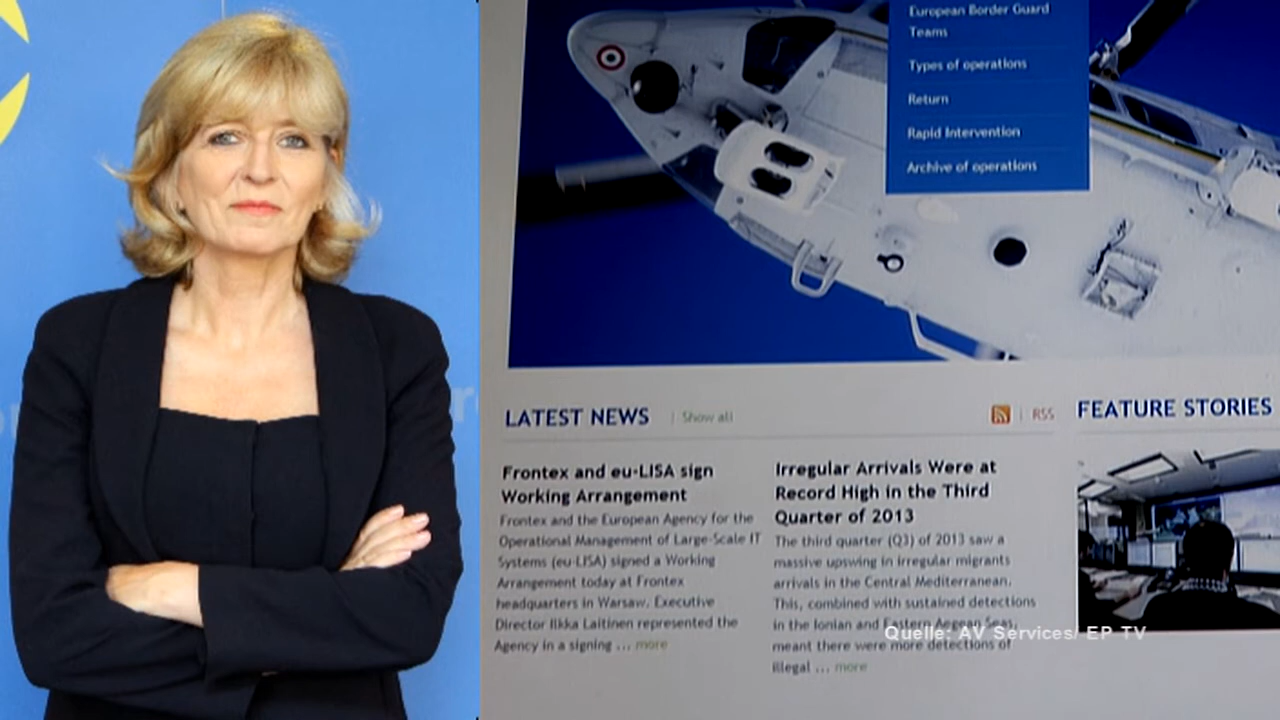 European Border Guard
Teams
Types of operations
Return
Rapid Intervention
Archive of operations
LATEST NEWS | Show all
RSS
FEATURE STORIES
Frontex and eu-LISA sign
Working Arrangement
Frontex and the European Agency for the
Operational Management of Large-Scale IT
Systems (eu-LISA) signed a Working
Arrangement today at Frontex
headquarters in Warsaw. Executive
Director Ilkka Laitinen represented the
Agency in a signing ... more
Irregular Arrivals Were at
Record High in the Third
Quarter of 2013
The third quarter (Q3) of 2013 saw a
massive upswing in irregular migrants
arrivals in the Central Mediterranean.
This, combined with sustained detections
in the Ionian and Eastern Aegean Seas,
meant there were more detections of
illegal ... more
Quelle: AV Services/ EP TV